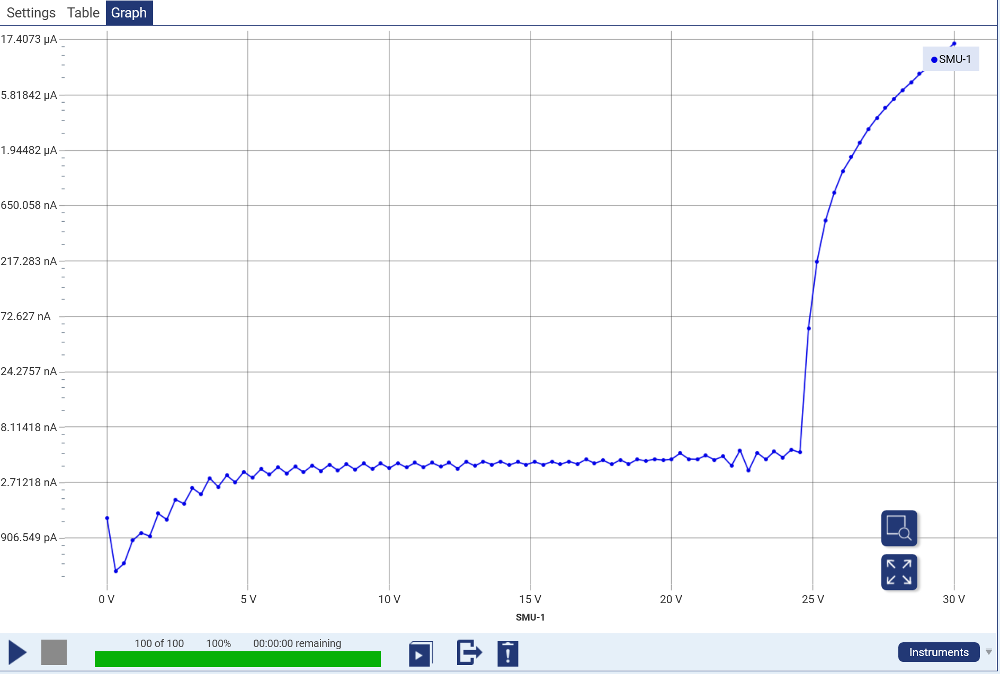 Settings Table Graph
17.4073 µA
SMU-1
5.81842 µA
1.94482 µA
650.058 nA
217.283 nA
72.627 nA
24.2757 nA
8.11418 nA
2.71218 nA
906.549 pA
0 V 5 V 10 V 15 V 20 V 25 V 30 V
SMU-1
100 of 100 100% 00:00:00 remaining
Instruments